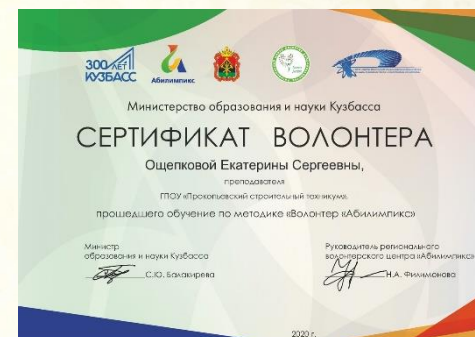 300 ЛЕТ
КУЗБАСС
Абилимпикс
Министерство образования и науки Кузбасса
СЕРТИФИКАТ ВОЛОНТЕРА
Ощепковой Екатерины Сергеевны,
преподавателя
ГПОУ «Прокопьевский строительный техникум»,
прошедшего обучение по методике «Волонтер «Абилимпикс»
Министр
образования и науки Кузбасса
С.Ю. Балакирева
Руководитель регионального
волонтерского центра «Абилимпикс»
Н.А. Филимонова
2020 г.